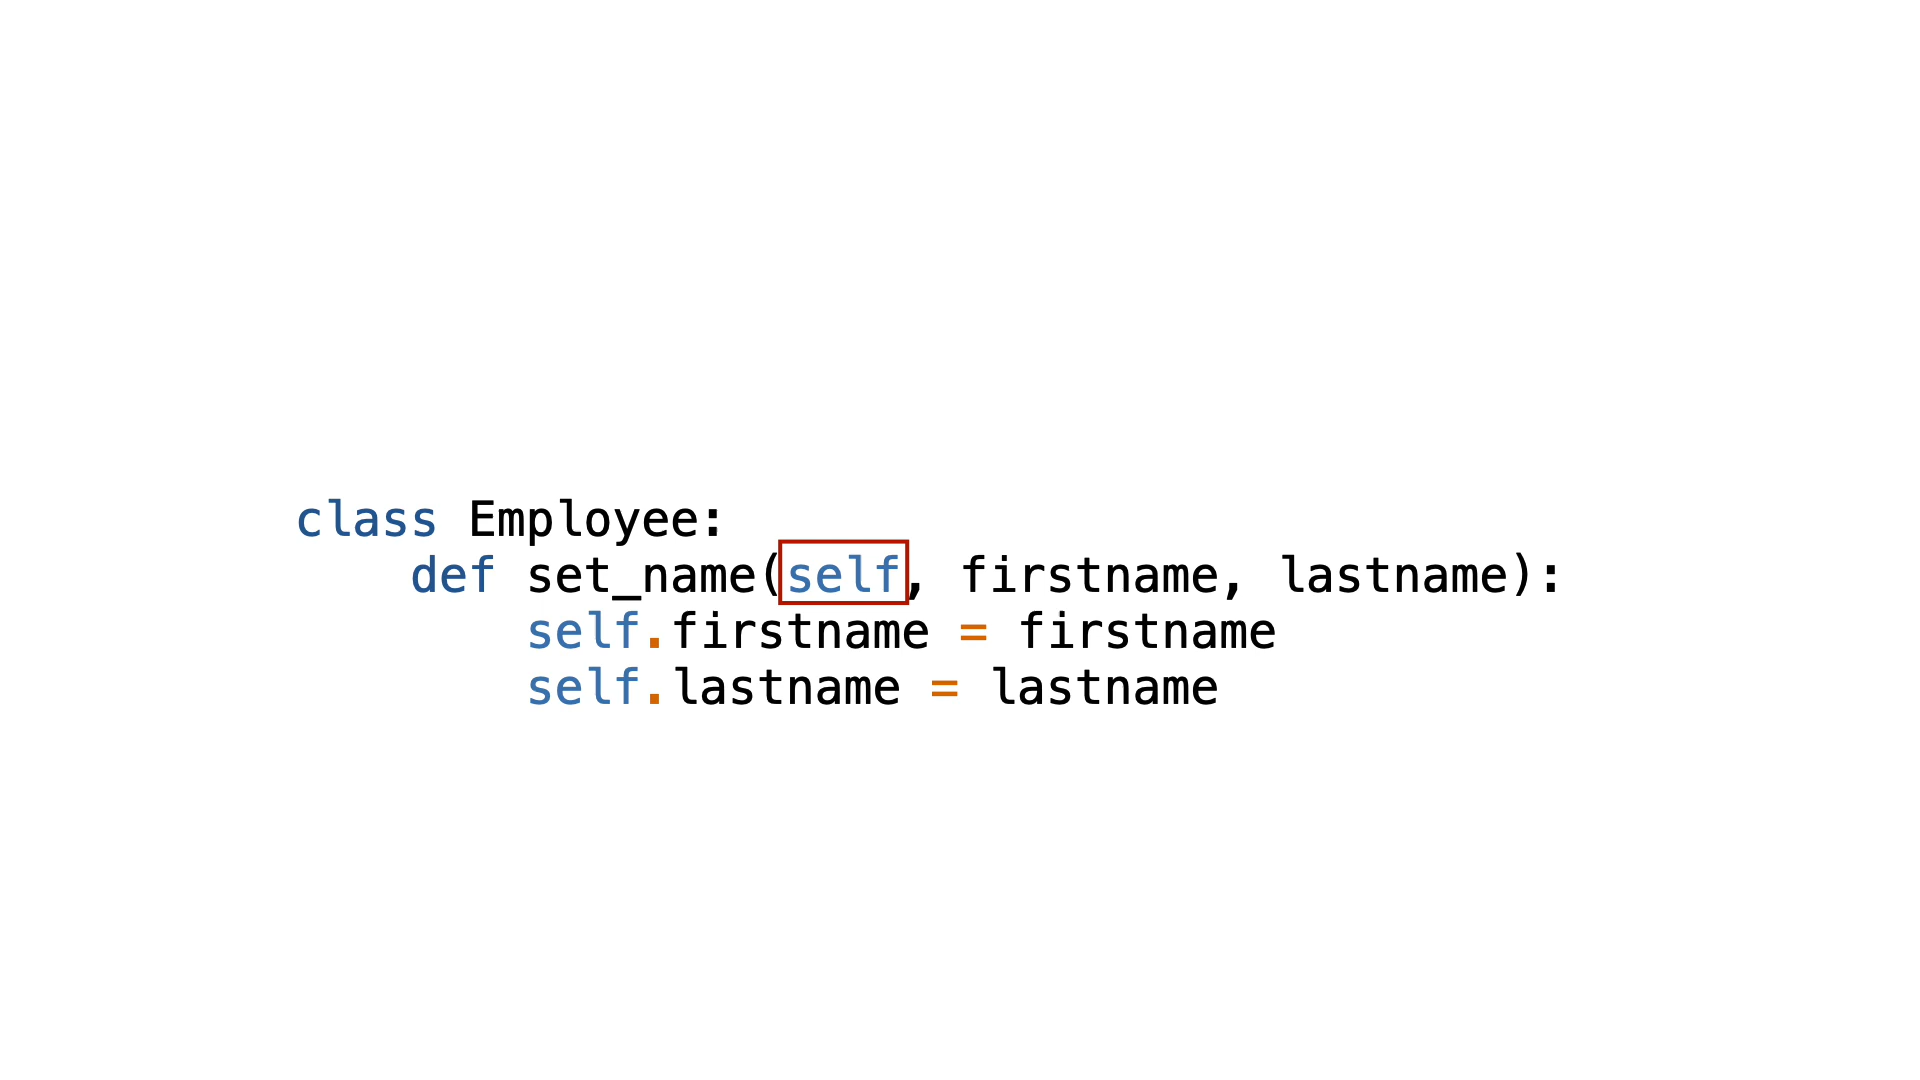 class Employee:
    def set_name(self, firstname, lastname):
        self.firstname = firstname
        self.lastname = lastname